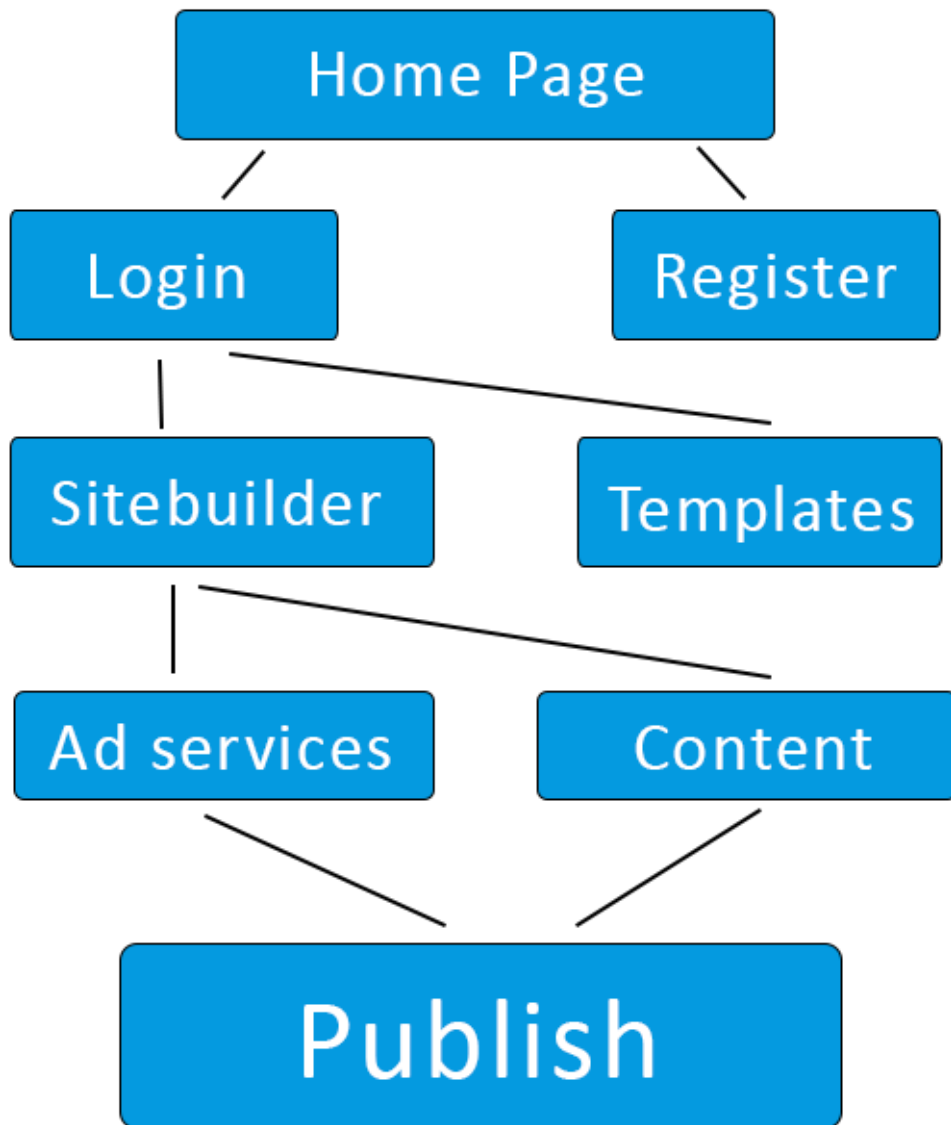 Home Page
Login
Register
Sitebuilder
Templates
Ad services
Content
Publish